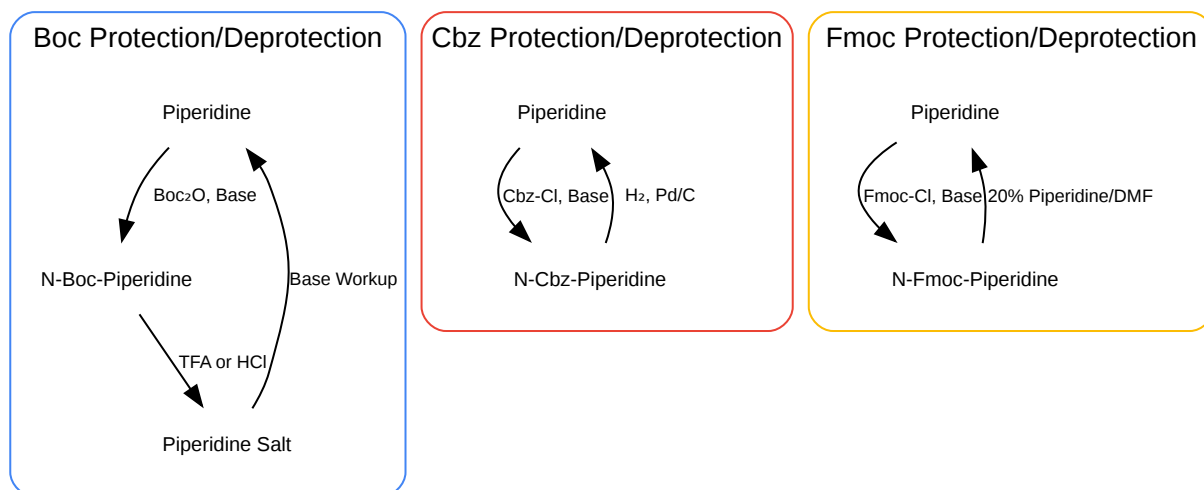 Boc Protection/Deprotection
Piperidine
Boc₂O, Base
N-Boc-Piperidine
Base Workup
TFA or HCl
Piperidine Salt
Cbz Protection/Deprotection
Piperidine
Cbz-Cl, Base
H₂, Pd/C
N-Cbz-Piperidine
Fmoc Protection/Deprotection
Piperidine
Fmoc-Cl, Base
20% Piperidine/DMF
N-Fmoc-Piperidine